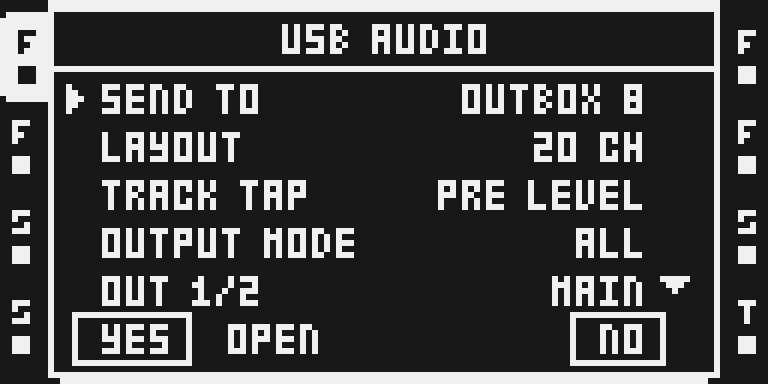 USB AUDIO
F F
SEND TO OUTBOX 8
LAYOUT 20 CH
F F
TRACK TAP PRE LEVEL
S S
OUTPUT MODE ALL
OUT 1/2 MAIN
S T
YES OPEN NO